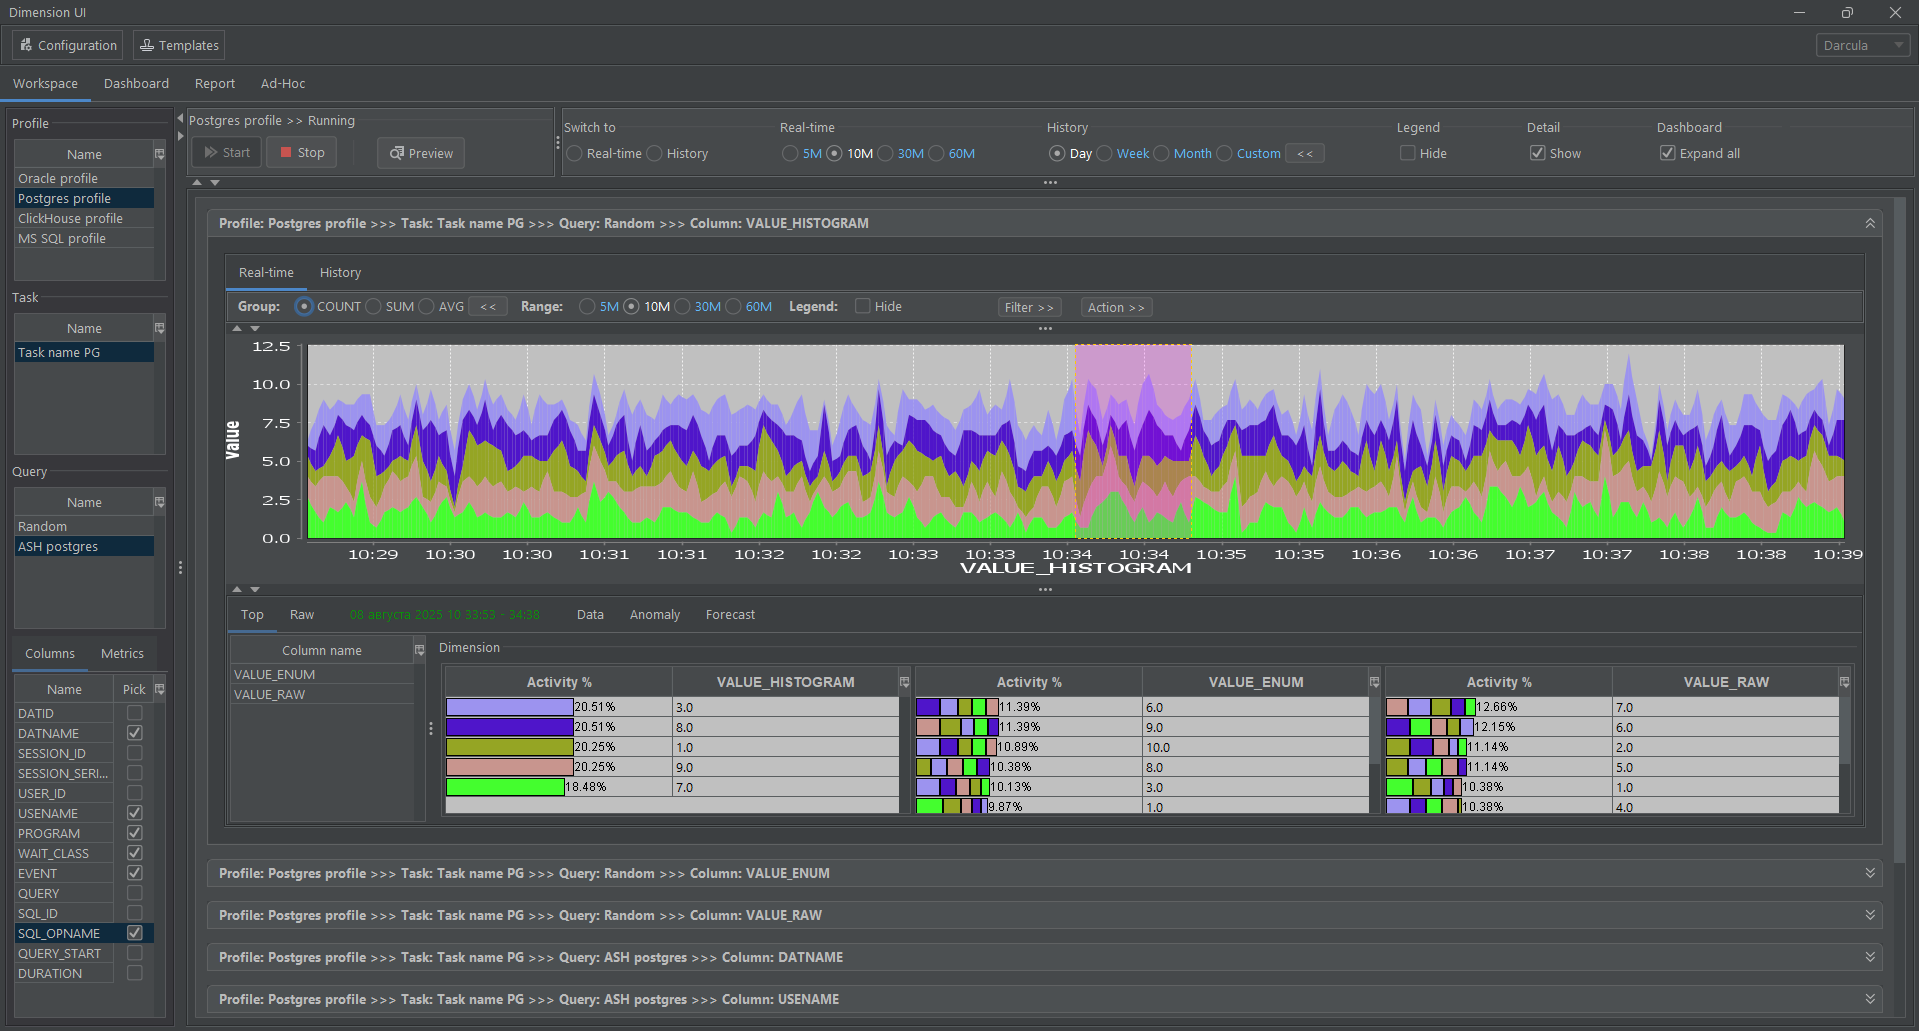 Dimension UI
Configuration Templates Darcula
Workspace Dashboard Report Ad-Hoc
Profile
Name
Oracle profile
Postgres profile
ClickHouse profile
MS SQL profile
Task
Name
Task name PG
Query
Name
Random
ASH postgres
Columns Metrics
Name Pick
DATID
DATNAME
SESSION_ID
SESSION_SERI...
USER_ID
USENAME
PROGRAM
WAIT_CLASS
EVENT
QUERY
SQL_ID
SQL_OPNAME
QUERY_START
DURATION
Postgres profile >> Running
Start Stop Preview
Switch to Real-time History Legend Detail Dashboard
Real-time History 5M 10M 30M 60M Day Week Month Custom << Hide Show Expand all
Profile: Postgres profile >>> Task: Task name PG >>> Query: Random >>> Column: VALUE_HISTOGRAM
Real-time History
Group: COUNT SUM AVG << Range: 5M 10M 30M 60M Legend: Hide Filter >> Action >>
12.5
10.0
7.5
5.0
2.5
0.0
Value
10:29 10:30 10:30 10:31 10:31 10:32 10:32 10:33 10:33 10:34 10:34 10:35 10:35 10:36 10:36 10:37 10:37 10:38 10:38 10:39
VALUE_HISTOGRAM
Top Raw 08 августа 2025 10 33:53 - 34:38 Data Anomaly Forecast
Column name
VALUE_ENUM
VALUE_RAW
Dimension
Activity % VALUE_HISTOGRAM
20.51% 3.0
20.51% 8.0
20.25% 1.0
20.25% 9.0
18.48% 7.0
Activity % VALUE_ENUM
11.39% 6.0
11.39% 9.0
10.89% 10.0
10.38% 8.0
10.13% 3.0
9.87% 1.0
Activity % VALUE_RAW
12.66% 7.0
12.15% 6.0
11.14% 2.0
11.14% 5.0
10.38% 1.0
10.38% 4.0
Profile: Postgres profile >>> Task: Task name PG >>> Query: Random >>> Column: VALUE_ENUM
Profile: Postgres profile >>> Task: Task name PG >>> Query: Random >>> Column: VALUE_RAW
Profile: Postgres profile >>> Task: Task name PG >>> Query: ASH postgres >>> Column: DATNAME
Profile: Postgres profile >>> Task: Task name PG >>> Query: ASH postgres >>> Column: USENAME